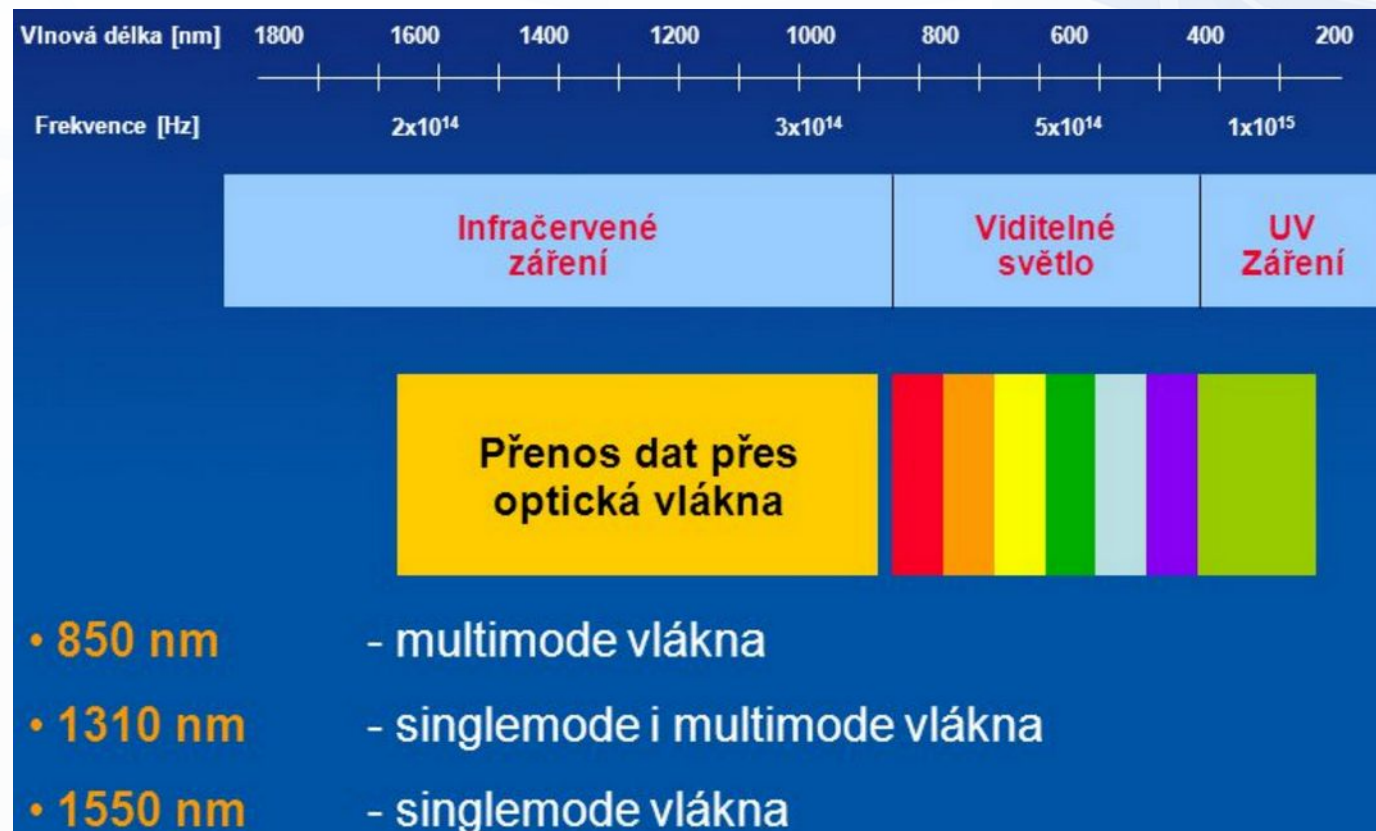 Vlnová délka [nm] 1800 1600 1400 1200 1000 800 600 400 200
Frekvence [Hz] 2x10¹⁴ 3x10¹⁴ 5x10¹⁴ 1x10¹⁵
Infračervené
záření
Viditelné
světlo
UV
Záření
Přenos dat přes
optická vlákna
• 850 nm - multimode vlákna
• 1310 nm - singlemode i multimode vlákna
• 1550 nm - singlemode vlákna